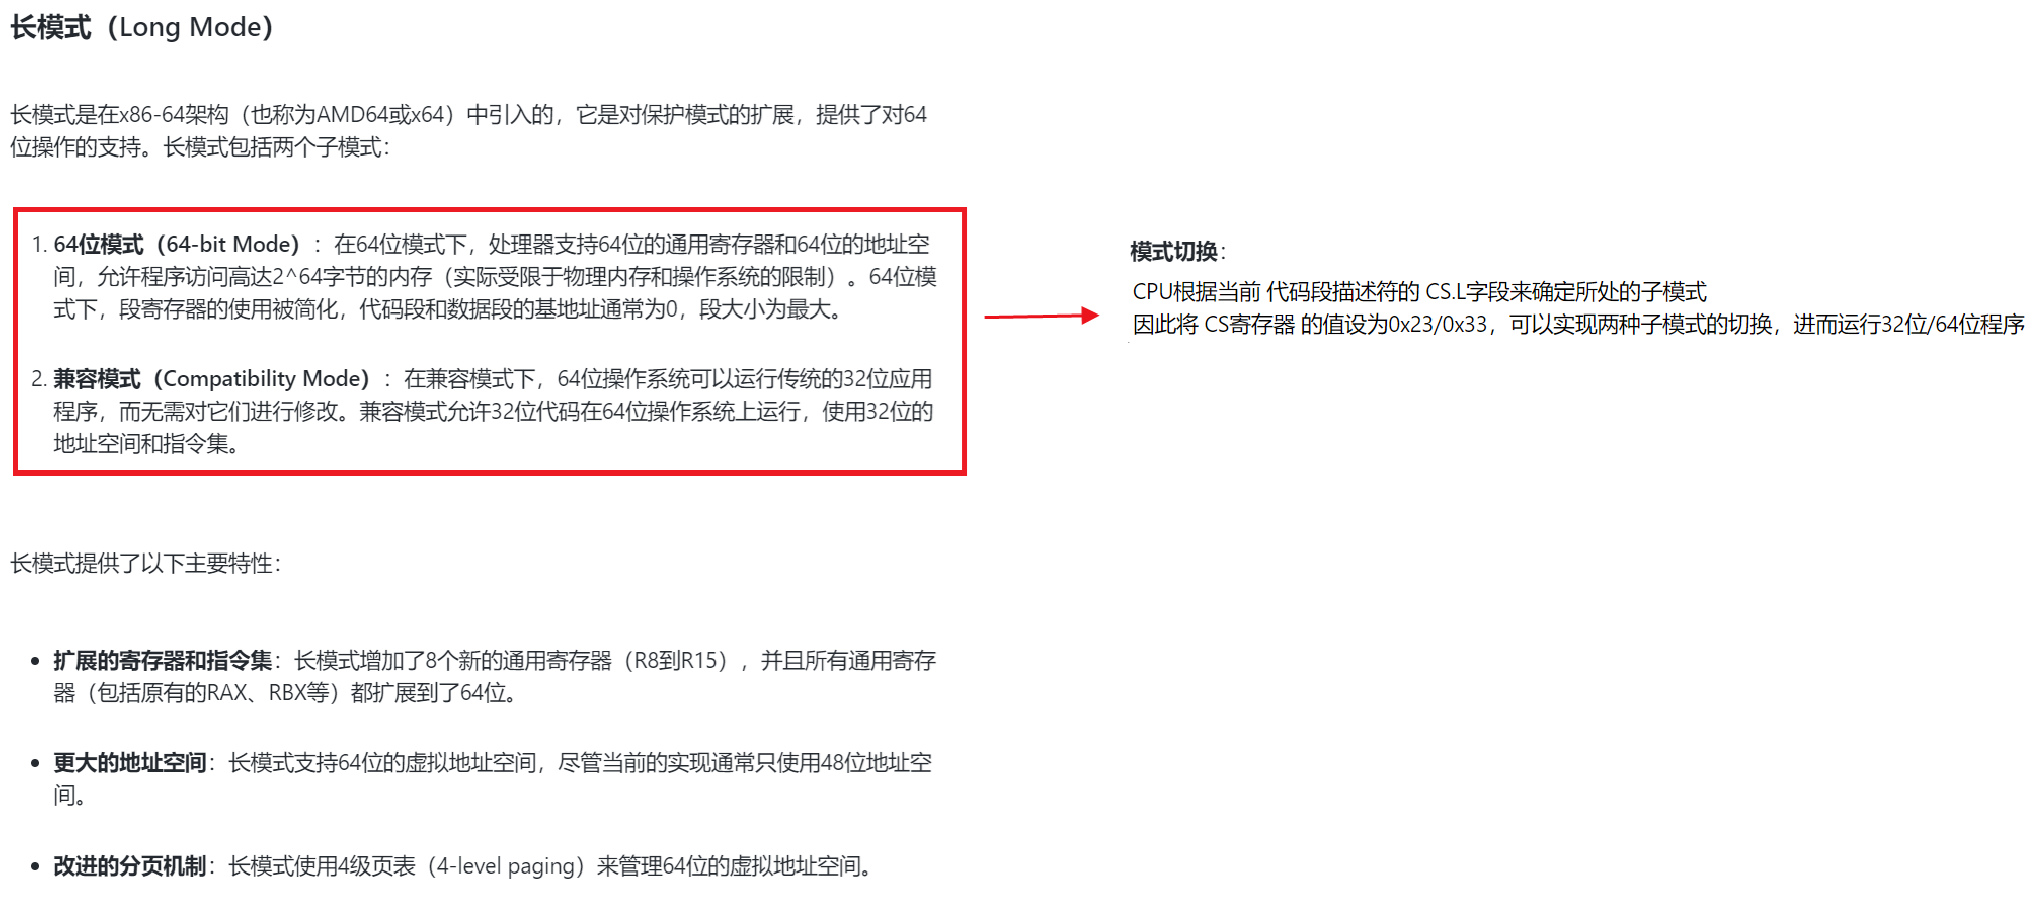 长模式（Long Mode）
长模式是在x86-64架构（也称为AMD64或x64）中引入的，它是对保护模式的扩展，提供了对64
位操作的支持。长模式包括两个子模式：
1. 64位模式（64-bit Mode）：在64位模式下，处理器支持64位的通用寄存器和64位的地址空
间，允许程序访问高达2^64字节的内存（实际受限于物理内存和操作系统的限制）。64位模
式下，段寄存器的使用被简化，代码段和数据段的基地址通常为0，段大小为最大。
2. 兼容模式（Compatibility Mode）：在兼容模式下，64位操作系统可以运行传统的32位应用
程序，而无需对它们进行修改。兼容模式允许32位代码在64位操作系统上运行，使用32位的
地址空间和指令集。
模式切换：
CPU根据当前 代码段描述符的 CS.L字段来确定所处的子模式
因此将 CS寄存器 的值设为0x23/0x33，可以实现两种子模式的切换，进而运行32位/64位程序
长模式提供了以下主要特性：
• 扩展的寄存器和指令集：长模式增加了8个新的通用寄存器（R8到R15），并且所有通用寄存
器（包括原有的RAX、RBX等）都扩展到了64位。
• 更大的地址空间：长模式支持64位的虚拟地址空间，尽管当前的实现通常只使用48位地址空
间。
• 改进的分页机制：长模式使用4级页表（4-level paging）来管理64位的虚拟地址空间。